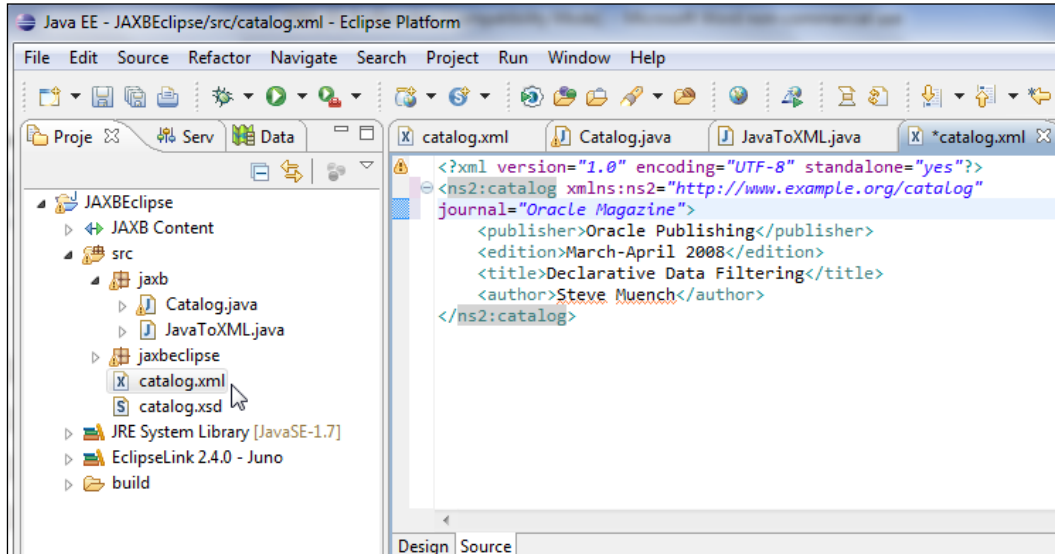 Java EE - JAXBEclipse/src/catalog.xml - Eclipse Platform
File Edit Source Refactor Navigate Search Project Run Window Help
Proje Serv Data
catalog.xml Catalog.java JavaToXML.java *catalog.xml
JAXBEclipse
JAXB Content
src
jaxb
Catalog.java
JavaToXML.java
jaxbeclipse
catalog.xml
catalog.xsd
JRE System Library [JavaSE-1.7]
EclipseLink 2.4.0 - Juno
build
<?xml version="1.0" encoding="UTF-8" standalone="yes"?>
<ns2:catalog xmlns:ns2="http://www.example.org/catalog"
journal="Oracle Magazine">
<publisher>Oracle Publishing</publisher>
<edition>March-April 2008</edition>
<title>Declarative Data Filtering</title>
<author>Steve Muench</author>
</ns2:catalog>
Design Source